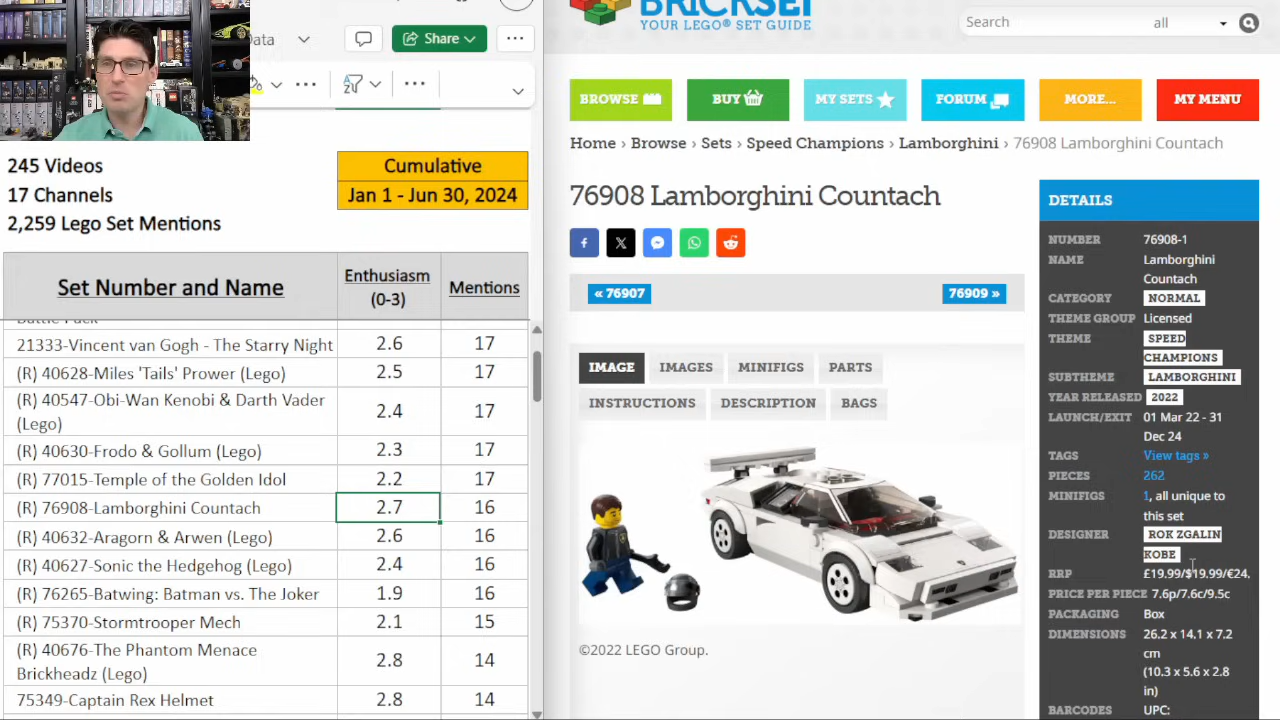 Data
Share
245 Videos
17 Channels
2,259 Lego Set Mentions
Cumulative
Jan 1 - Jun 30, 2024
Set Number and Name
Enthusiasm
(0-3)
Mentions
Battle Pack
21333-Vincent van Gogh - The Starry Night 2.6 17
(R) 40628-Miles 'Tails' Prower (Lego) 2.5 17
(R) 40547-Obi-Wan Kenobi & Darth Vader
(Lego) 2.4 17
(R) 40630-Frodo & Gollum (Lego) 2.3 17
(R) 77015-Temple of the Golden Idol 2.2 17
(R) 76908-Lamborghini Countach 2.7 16
(R) 40632-Aragorn & Arwen (Lego) 2.6 16
(R) 40627-Sonic the Hedgehog (Lego) 2.4 16
(R) 76265-Batwing: Batman vs. The Joker 1.9 16
(R) 75370-Stormtrooper Mech 2.1 15
(R) 40676-The Phantom Menace
Brickheadz (Lego) 2.8 14
75349-Captain Rex Helmet 2.8 14
BRICKSET
YOUR LEGO® SET GUIDE
Search
all
BROWSE
BUY
MY SETS
FORUM
MORE...
MY MENU
Home › Browse › Sets › Speed Champions › Lamborghini › 76908 Lamborghini Countach
76908 Lamborghini Countach
« 76907
76909 »
IMAGE
IMAGES
MINIFIGS
PARTS
INSTRUCTIONS
DESCRIPTION
BAGS
©2022 LEGO Group.
DETAILS
NUMBER 76908-1
NAME Lamborghini
Countach
CATEGORY NORMAL
THEME GROUP Licensed
THEME SPEED
CHAMPIONS
SUBTHEME LAMBORGHINI
YEAR RELEASED 2022
LAUNCH/EXIT 01 Mar 22 - 31
Dec 24
TAGS View tags »
PIECES 262
MINIFIGS 1, all unique to
this set
DESIGNER ROK ZGALIN
KOBE
RRP £19.99/$19.99/€24.
PRICE PER PIECE 7.6p/7.6c/9.5c
PACKAGING Box
DIMENSIONS 26.2 x 14.1 x 7.2
cm
(10.3 x 5.6 x 2.8
in)
BARCODES UPC: